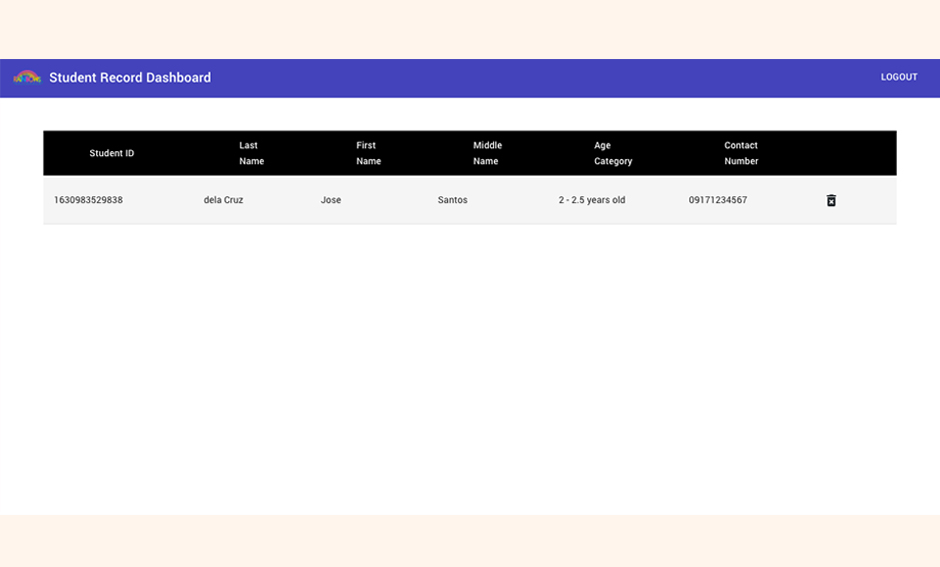 Student Record Dashboard
LOGOUT
Student ID
Last
Name
First
Name
Middle
Name
Age
Category
Contact
Number
1630983529838 dela Cruz Jose Santos 2 - 2.5 years old 09171234567